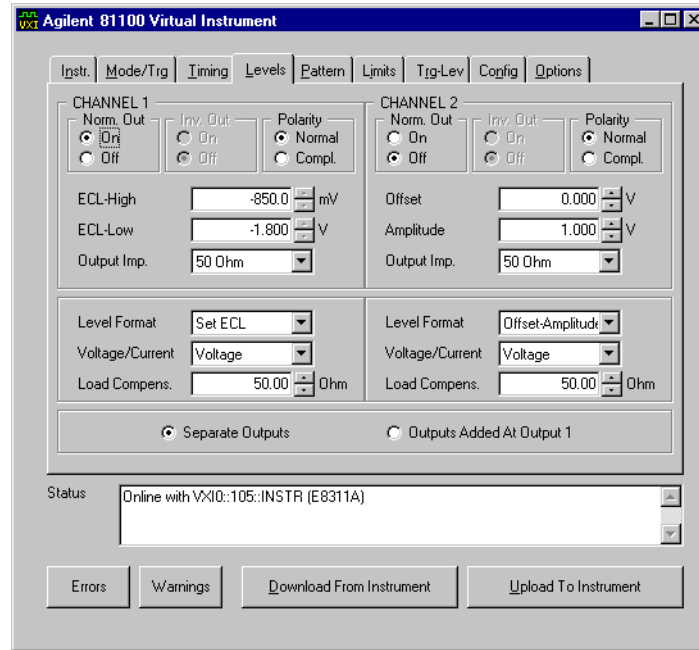 VXI Agilent 81100 Virtual Instrument
Instr. Mode/Trg Timing Levels Pattern Limits Trg-Lev Config Options
CHANNEL 1
Norm. Out Inv. Out Polarity
On On Normal
Off Off Compl.
ECL-High -850.0 mV
ECL-Low -1.800 V
Output Imp. 50 Ohm
CHANNEL 2
Norm. Out Inv. Out Polarity
On On Normal
Off Off Compl.
Offset 0.000 V
Amplitude 1.000 V
Output Imp. 50 Ohm
Level Format Set ECL
Voltage/Current Voltage
Load Compens. 50.00 Ohm
Level Format Offset-Amplitude
Voltage/Current Voltage
Load Compens. 50.00 Ohm
Separate Outputs Outputs Added At Output 1
Status Online with VXI0::105::INSTR (E8311A)
Errors Warnings Download From Instrument Upload To Instrument